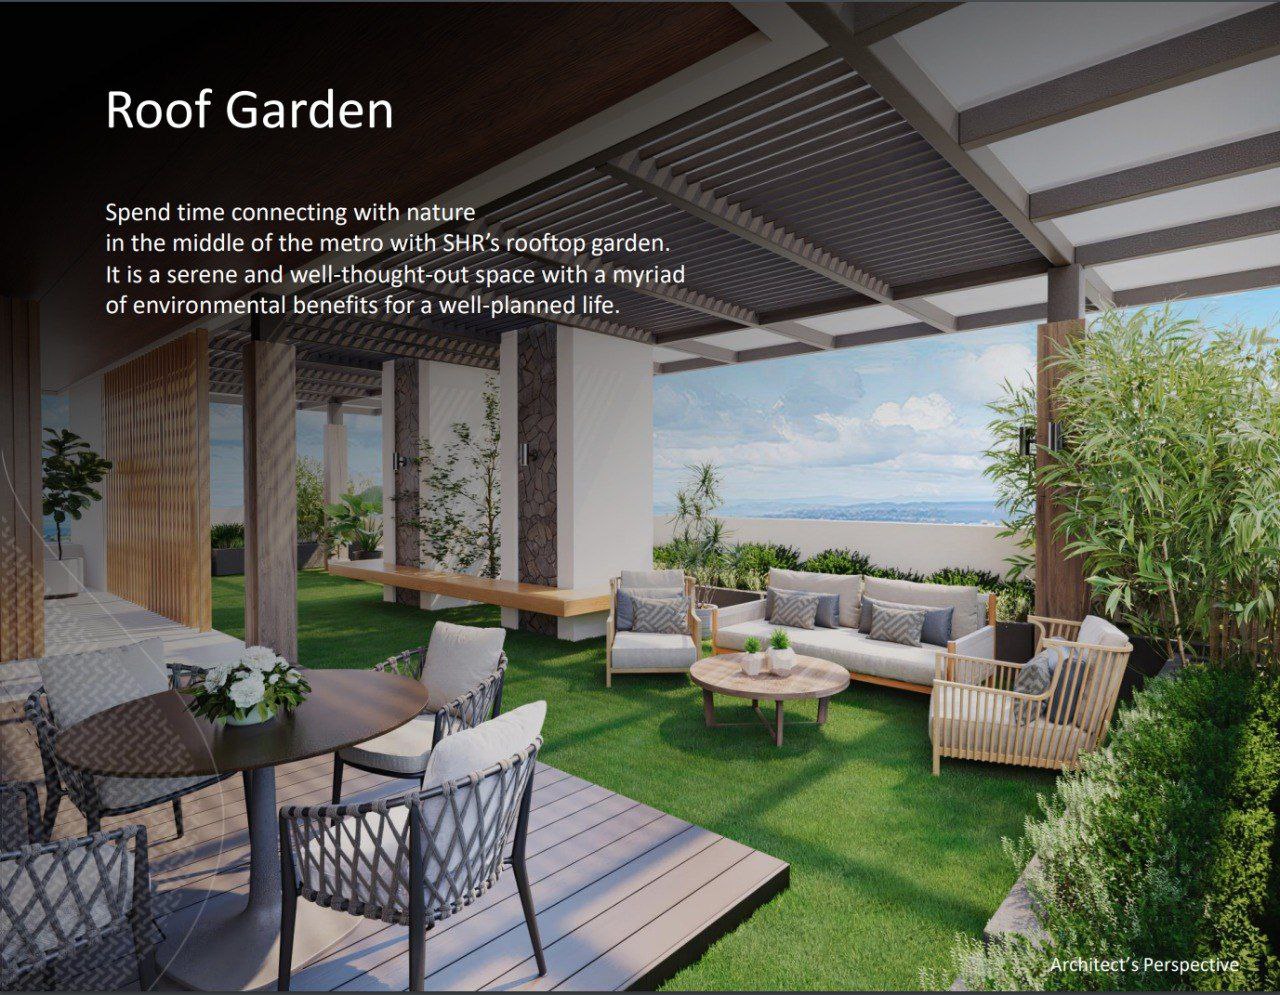 Roof Garden
Spend time connecting with nature
in the middle of the metro with SHR's rooftop garden.
It is a serene and well-thought-out space with a myriad
of environmental benefits for a well-planned life.
Architect's Perspective